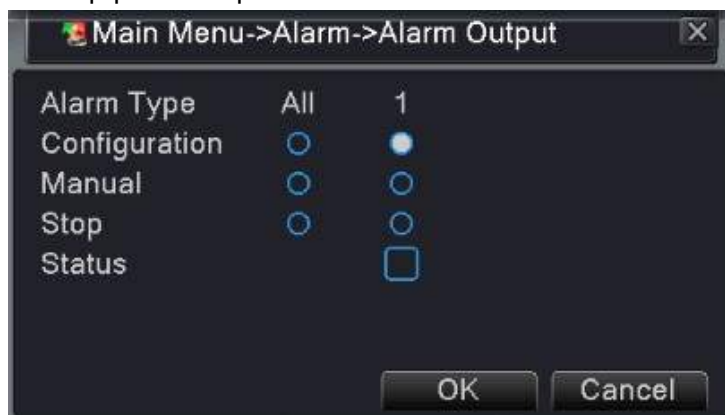 Main Menu->Alarm->Alarm Output
Alarm Type All 1
Configuration
Manual
Stop
Status
OK Cancel